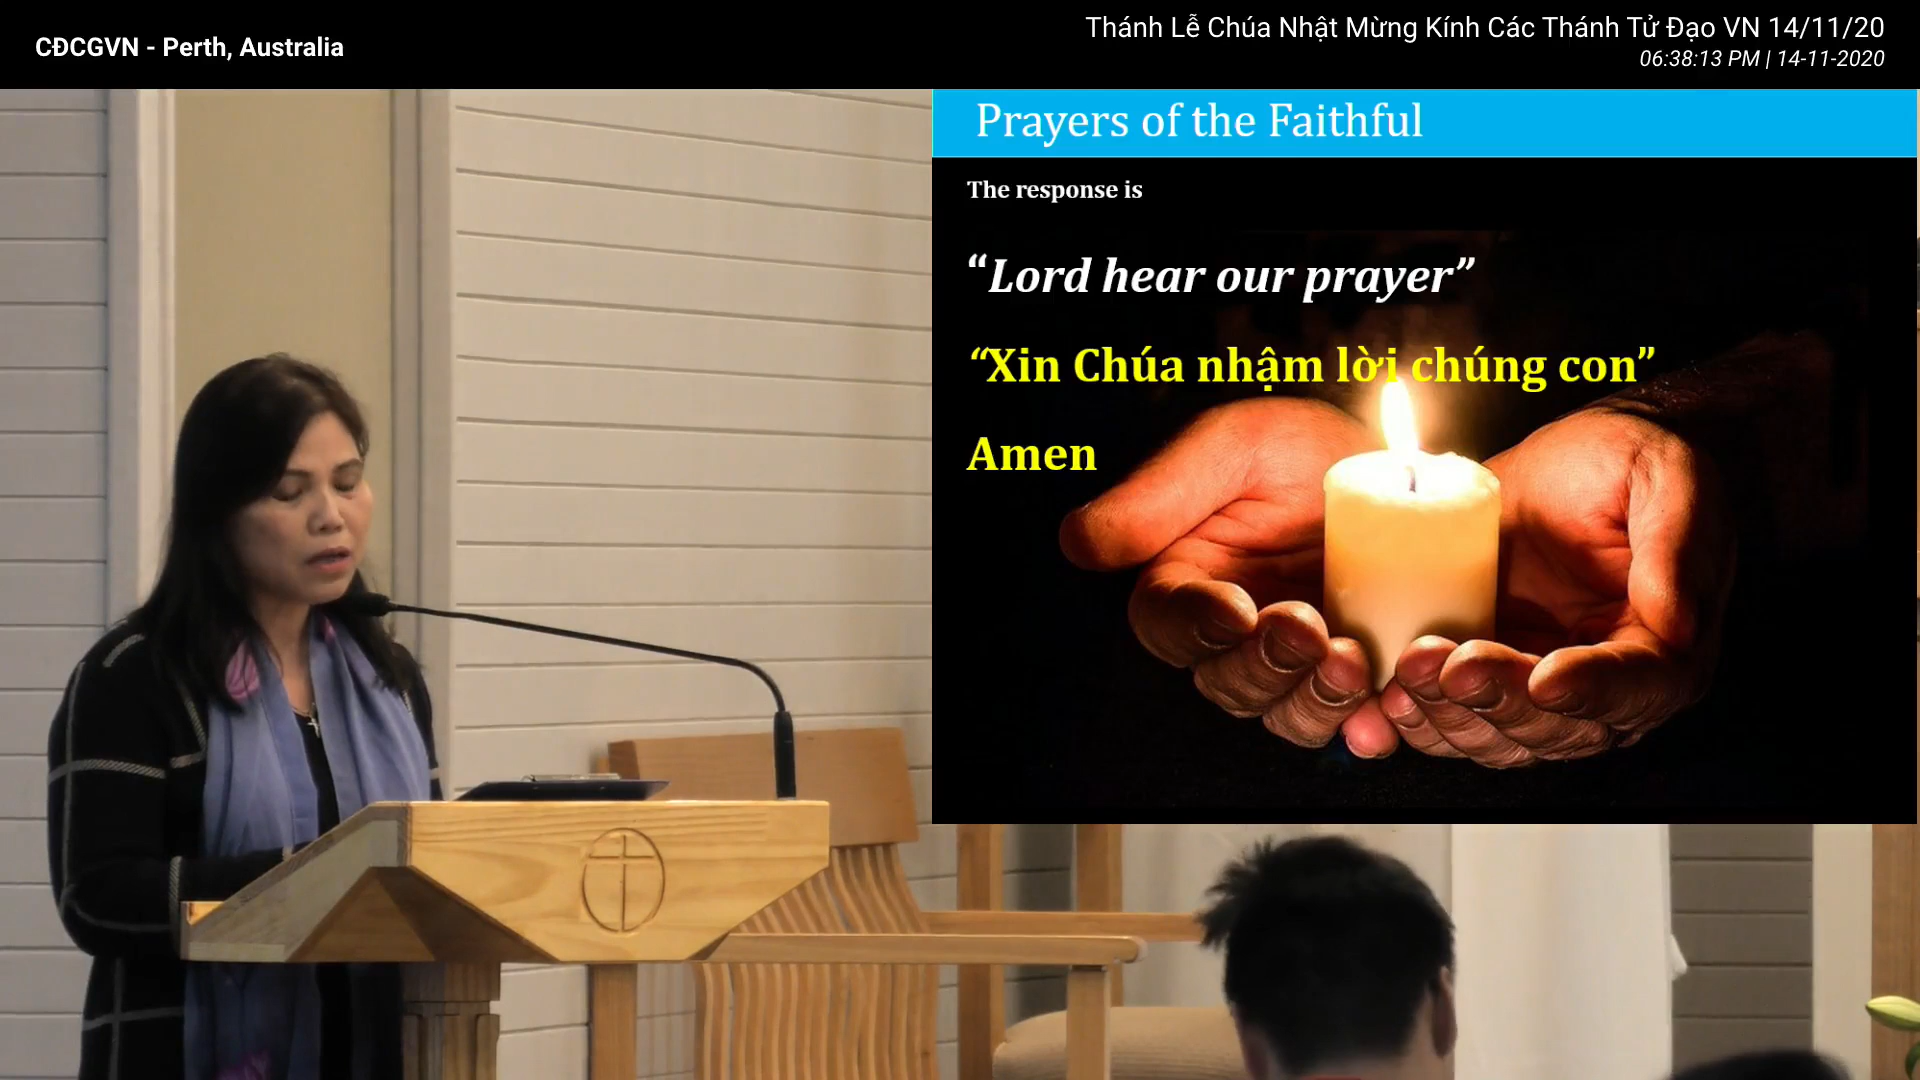 CĐCGVN - Perth, Australia
Thánh Lễ Chúa Nhật Mừng Kính Các Thánh Tử Đạo VN 14/11/20
06:38:13 PM | 14-11-2020
Prayers of the Faithful
The response is
“Lord hear our prayer”
“Xin Chúa nhậm lời chúng con”
Amen